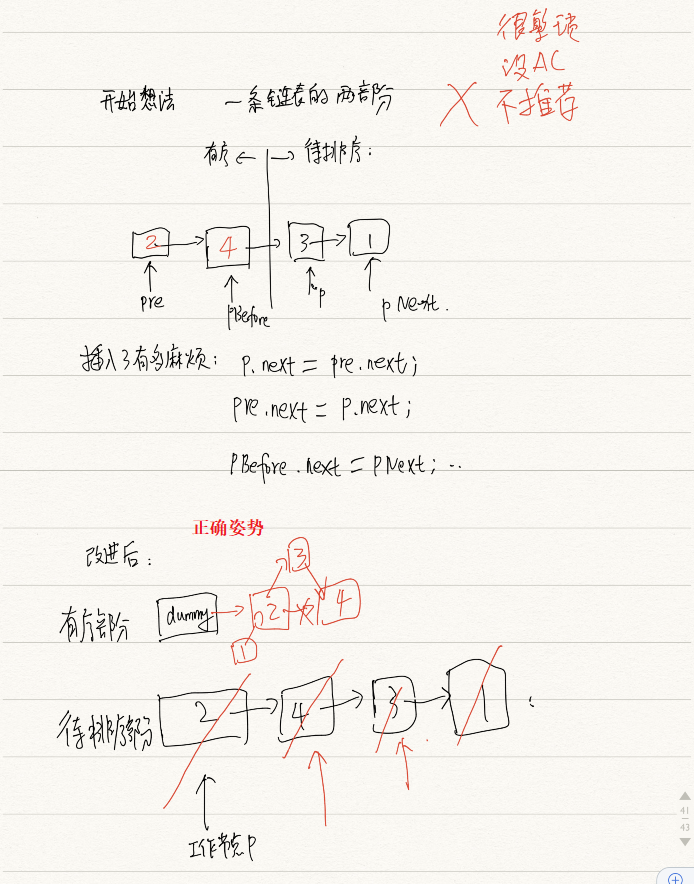 很繁琐
没AC
不推荐
开始想法 一条链表的两部分
有序 ← → 待排序：
2 4 3 1
pre pBefore p pNext.
插入3有多麻烦： p.next = pre.next;
pre.next = p.next;
pBefore.next = pNext; ..
正确姿势
改进后：
3
有序部分 dummy 2 4
1
待排序部分 2 4 3 1
工作节点P
41
43